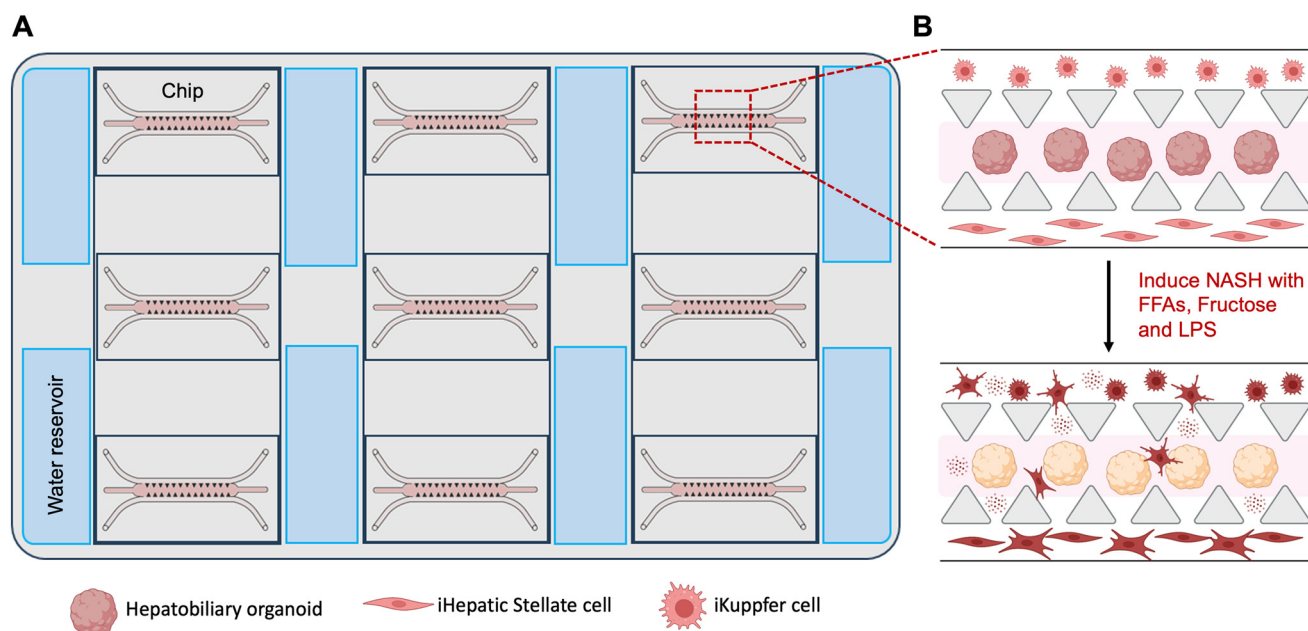 A
B
Chip
Water reservoir
Induce NASH with
FFAs, Fructose
and LPS
Hepatobiliary organoid
iHepatic Stellate cell
iKuppfer cell